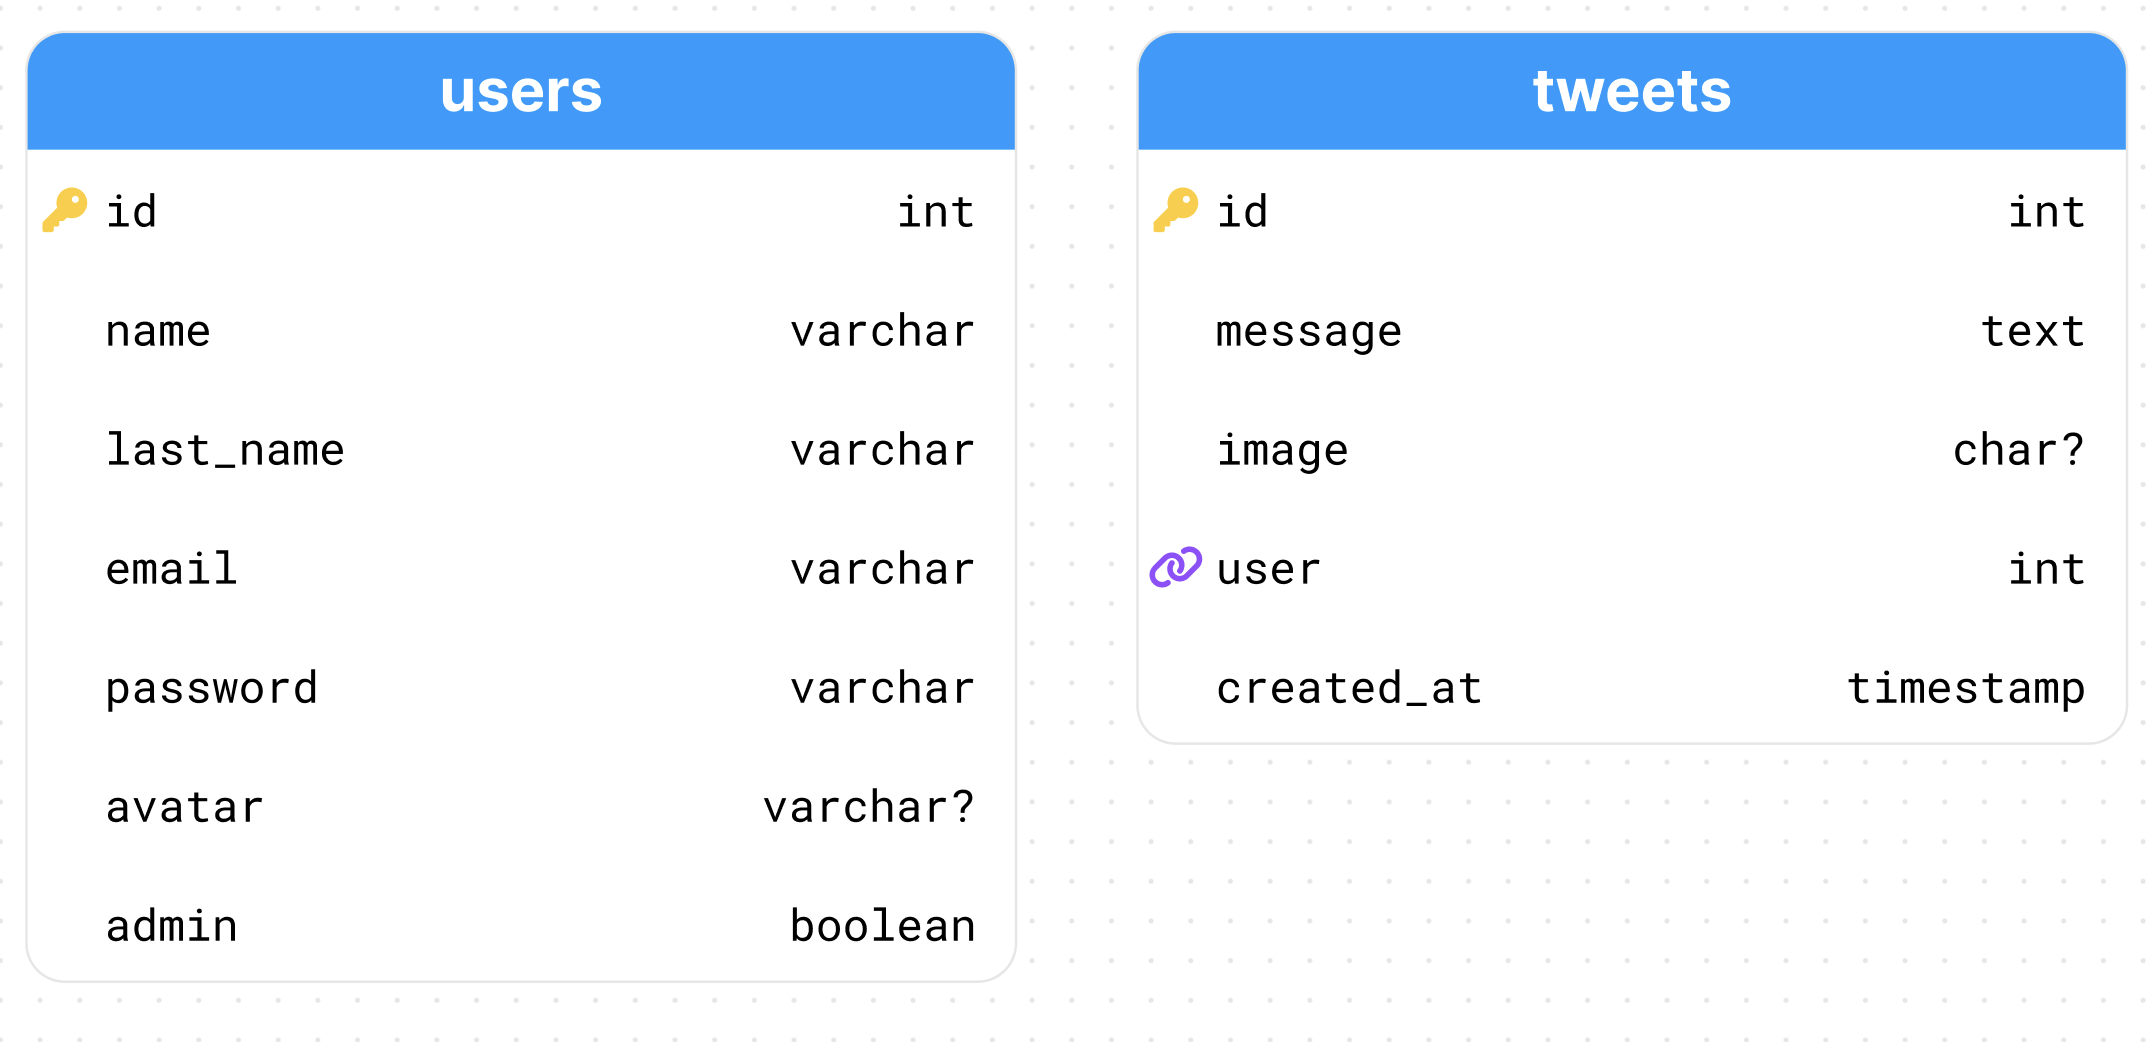 users
id int
name varchar
last_name varchar
email varchar
password varchar
avatar varchar?
admin boolean
tweets
id int
message text
image char?
user int
created_at timestamp